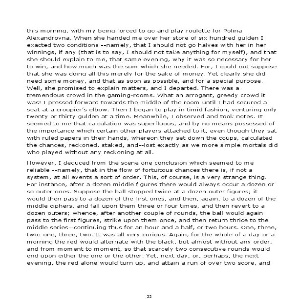 this morning, with my being forced to go and play roulette for Polina
Alexandrovna. When she handed me over her store of six hundred gulden I
exacted two conditions --namely, that I should not go halves with her in her
winnings, if any (that is to say, I should not take anything for myself), and that
she should explain to me, that same evening, why it was so necessary for her
to win, and how much was the sum which she needed. For, I could not suppose
that she was doing all this merely for the sake of money. Yet clearly she did
need some money, and that as soon as possible, and for a special purpose.
Well, she promised to explain matters, and I departed. There was a
tremendous crowd in the gaming-rooms. What an arrogant, greedy crowd it
was! I pressed forward towards the middle of the room until I had secured a
seat at a croupier's elbow. Then I began to play in timid fashion, venturing only
twenty or thirty gulden at a time. Meanwhile, I observed and took notes. It
seemed to me that calculation was superfluous, and by no means possessed of
the importance which certain other players attached to it, even though they sat
with ruled papers in their hands, whereon they set down the coups, calculated
the chances, reckoned, staked, and--lost exactly as we more simple mortals did
who played without any reckoning at all.
However, I deduced from the scene one conclusion which seemed to me
reliable --namely, that in the flow of fortuitous chances there is, if not a
system, at all events a sort of order. This, of course, is a very strange thing.
For instance, after a dozen middle figures there would always occur a dozen or
so outer ones. Suppose the ball stopped twice at a dozen outer figures; it
would then pass to a dozen of the first ones, and then, again, to a dozen of the
middle ciphers, and fall upon them three or four times, and then revert to a
dozen outers; whence, after another couple of rounds, the ball would again
pass to the first figures, strike upon them once, and then return thrice to the
middle series--continuing thus for an hour and a half, or two hours. One, three,
two: one, three, two. It was all very curious. Again, for the whole of a day or a
morning the red would alternate with the black, but almost without any order,
and from moment to moment, so that scarcely two consecutive rounds would
end upon either the one or the other. Yet, next day, or, perhaps, the next
evening, the red alone would turn up, and attain a run of over two score, and